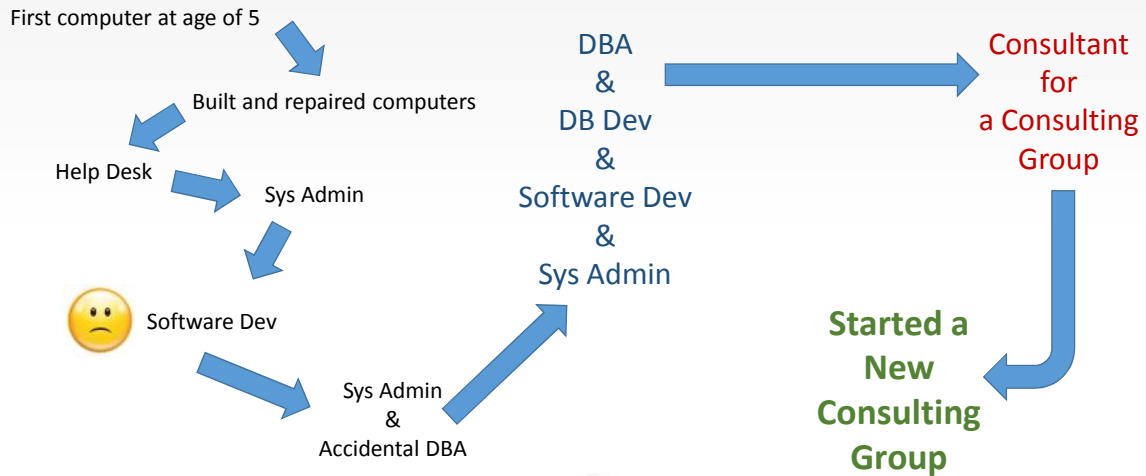 First computer at age of 5
Built and repaired computers
Help Desk
Sys Admin
Software Dev
Sys Admin
&
Accidental DBA
DBA
&
DB Dev
&
Software Dev
&
Sys Admin
Consultant
for
a Consulting
Group
Started a
New
Consulting
Group